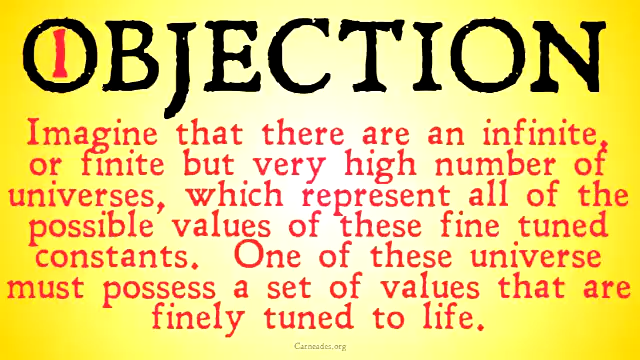 OBJECTION
1
Imagine that there are an infinite,
or finite but very high number of
universes, which represent all of the
possible values of these fine tuned
constants. One of these universe
must possess a set of values that are
finely tuned to life.
Carneades.org